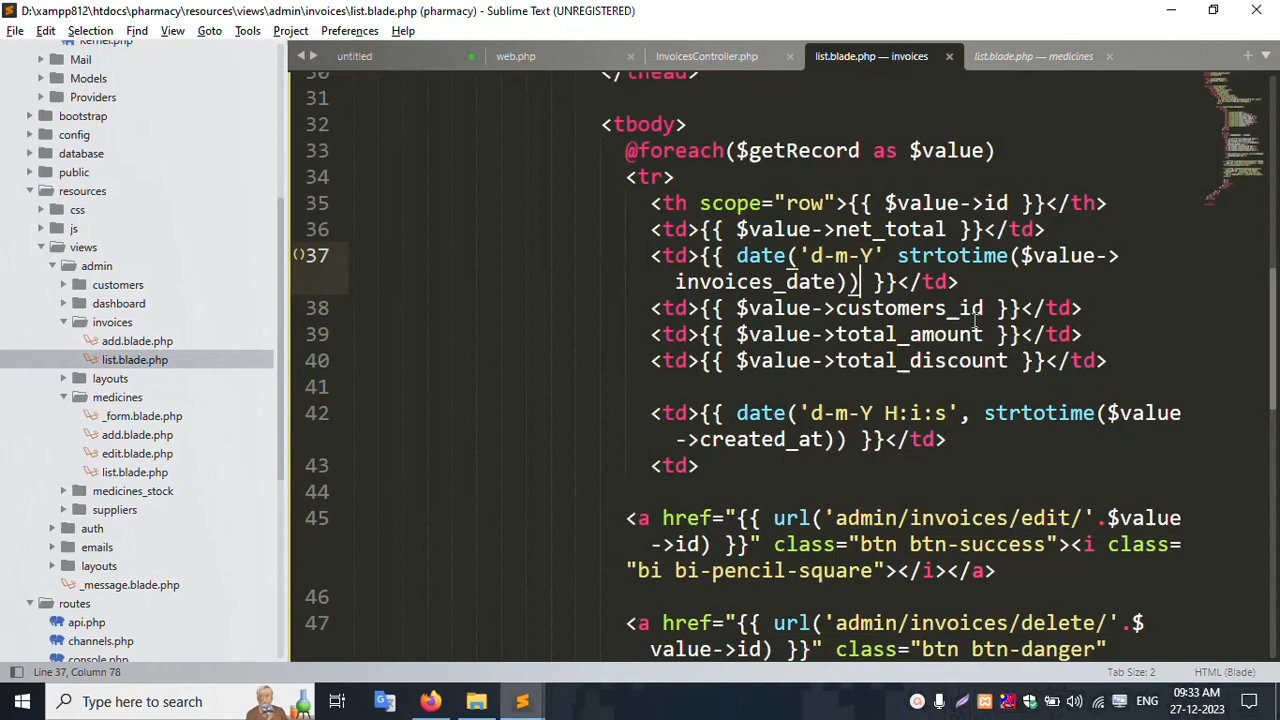 D:\xampp812\htdocs\pharmacy\resources\views\admin\invoices\list.blade.php (pharmacy) - Sublime Text (UNREGISTERED)
File Edit Selection Find View Goto Tools Project Preferences Help
untitled web.php InvoicesController.php list.blade.php — invoices list.blade.php — medicines
Kernel.php
Mail
Models
Providers
bootstrap
config
database
public
resources
css
js
views
admin
customers
dashboard
invoices
add.blade.php
list.blade.php
layouts
medicines
_form.blade.php
add.blade.php
edit.blade.php
list.blade.php
medicines_stock
suppliers
auth
emails
layouts
_message.blade.php
routes
api.php
channels.php
console.php
30 </thead>
31
32 <tbody>
33 @foreach($getRecord as $value)
34 <tr>
35 <th scope="row">{{ $value->id }}</th>
36 <td>{{ $value->net_total }}</td>
37 <td>{{ date('d-m-Y' strtotime($value->
invoices_date)) }}</td>
38 <td>{{ $value->customers_id }}</td>
39 <td>{{ $value->total_amount }}</td>
40 <td>{{ $value->total_discount }}</td>
41
42 <td>{{ date('d-m-Y H:i:s', strtotime($value
->created_at)) }}</td>
43 <td>
44
45 <a href="{{ url('admin/invoices/edit/'.$value
->id) }}" class="btn btn-success"><i class=
"bi bi-pencil-square"></i></a>
46
47 <a href="{{ url('admin/invoices/delete/'.$
value->id) }}" class="btn btn-danger"
Line 37, Column 78 Tab Size: 2 HTML (Blade)
Type here to search ENG 09:33 AM
27-12-2023